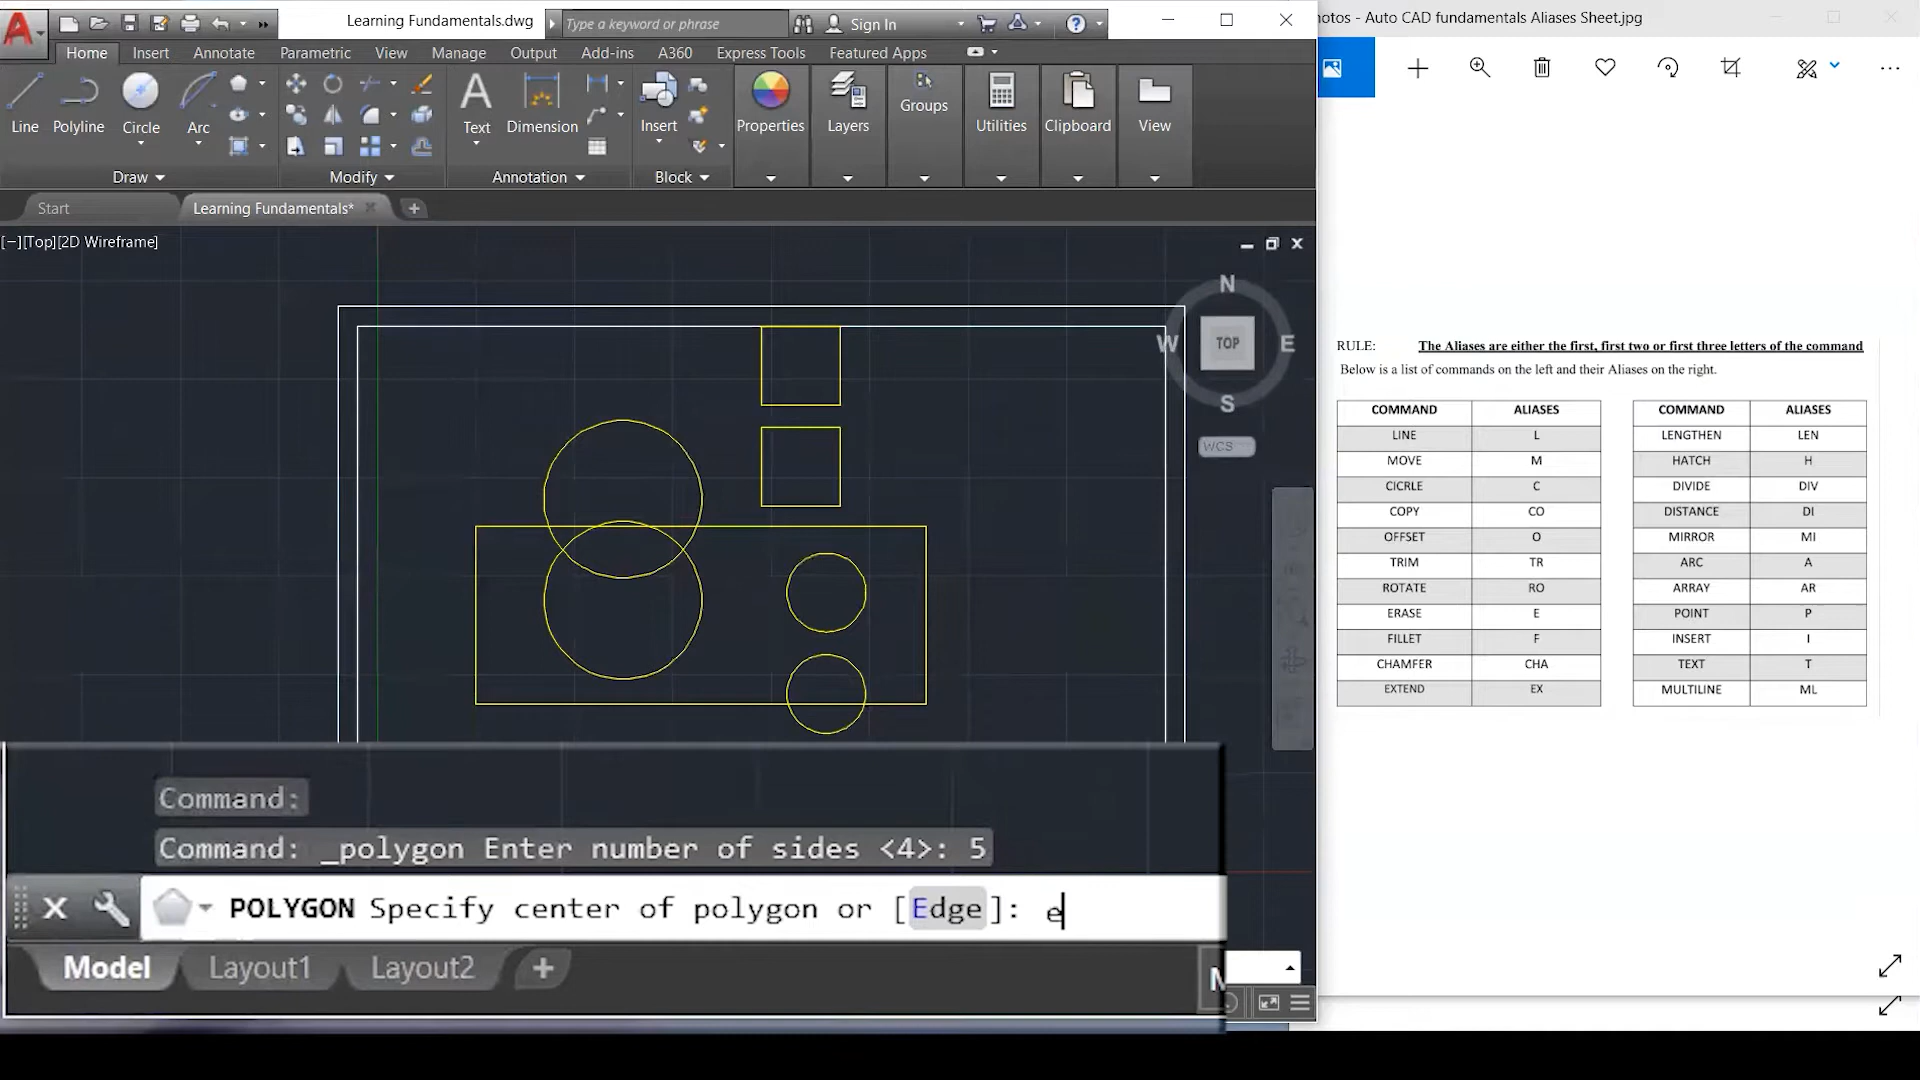 Learning Fundamentals.dwg
Type a keyword or phrase
Sign In
Home Insert Annotate Parametric View Manage Output Add-ins A360 Express Tools Featured Apps
Line Polyline Circle Arc
Text Dimension
Insert
Properties Layers Groups Utilities Clipboard View
Draw Modify Annotation Block
Start Learning Fundamentals*
[−][Top][2D Wireframe]
N
W TOP E
S
WCS
Command:
Command: _polygon Enter number of sides <4>: 5
POLYGON Specify center of polygon or [Edge]: e
Model Layout1 Layout2
hotos - Auto CAD fundamentals Aliases Sheet.jpg
RULE: The Aliases are either the first, first two or first three letters of the command
Below is a list of commands on the left and their Aliases on the right.
COMMAND ALIASES COMMAND ALIASES
LINE L LENGTHEN LEN
MOVE M HATCH H
CICRLE C DIVIDE DIV
COPY CO DISTANCE DI
OFFSET O MIRROR MI
TRIM TR ARC A
ROTATE RO ARRAY AR
ERASE E POINT P
FILLET F INSERT I
CHAMFER CHA TEXT T
EXTEND EX MULTILINE ML